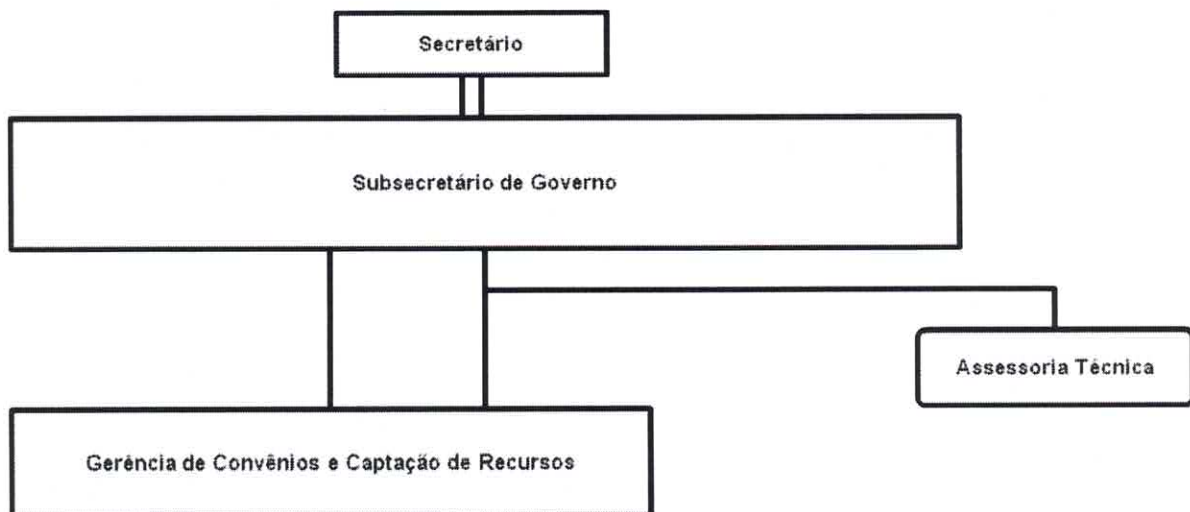 Secretário
Subsecretário de Governo
Assessoria Técnica
Gerência de Convênios e Captação de Recursos